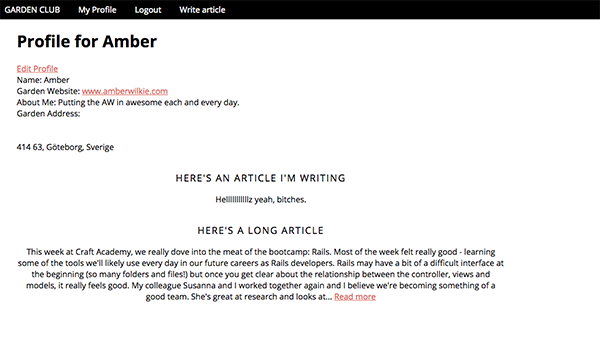 GARDEN CLUB My Profile Logout Write article
Profile for Amber
Edit Profile
Name: Amber
Garden Website: www.amberwilkie.com
About Me: Putting the AW in awesome each and every day.
Garden Address:
414 63, Göteborg, Sverige
HERE'S AN ARTICLE I'M WRITING
Helllllllllllz yeah, bitches.
HERE'S A LONG ARTICLE
This week at Craft Academy, we really dove into the meat of the bootcamp: Rails. Most of the week felt really good - learning
some of the tools we'll likely use every day in our future careers as Rails developers. Rails may have a bit of a difficult interface at
the beginning (so many folders and files!) but once you get clear about the relationship between the controller, views and
models, it really feels good. My colleague Susanna and I worked together again and I believe we're becoming something of a
good team. She's great at research and looks at... Read more